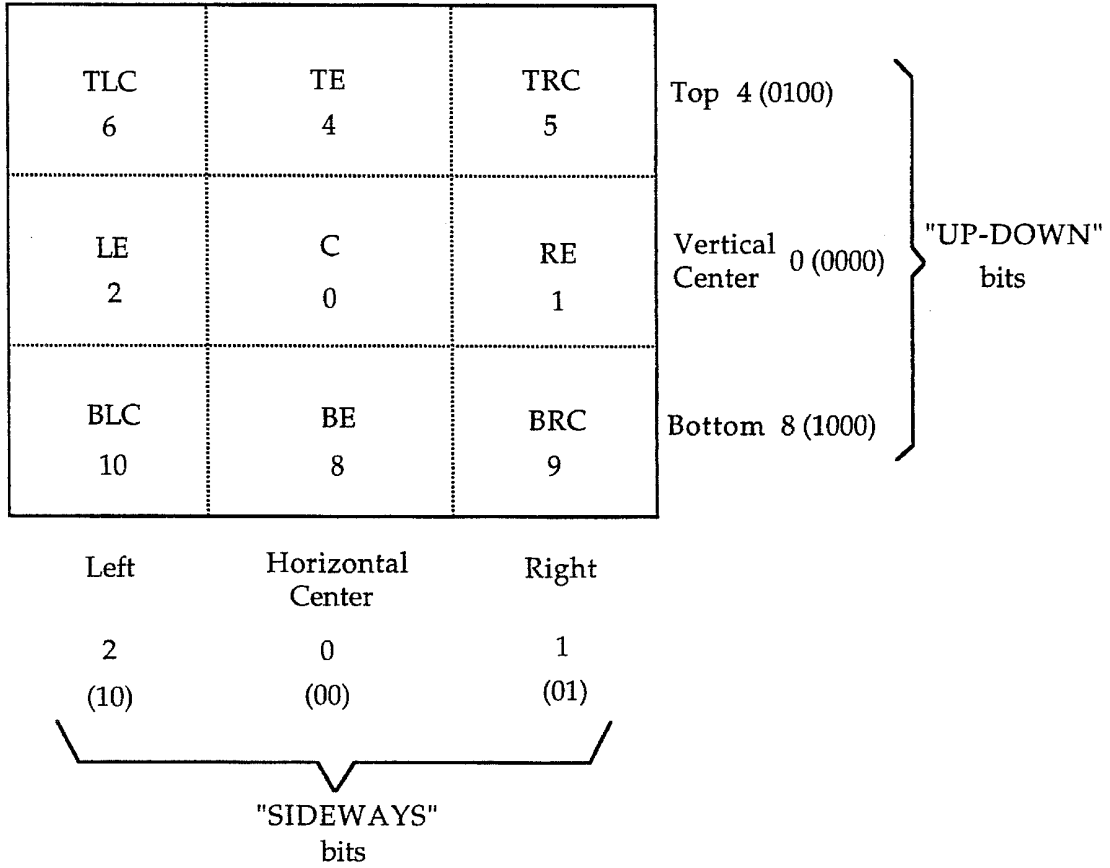 TLC TE TRC
6 4 5
Top 4 (0100)
LE C RE
2 0 1
Vertical
Center 0 (0000)
"UP-DOWN"
bits
BLC BE BRC
10 8 9
Bottom 8 (1000)
Left Horizontal
Center Right
2 0 1
(10) (00) (01)
"SIDEWAYS"
bits